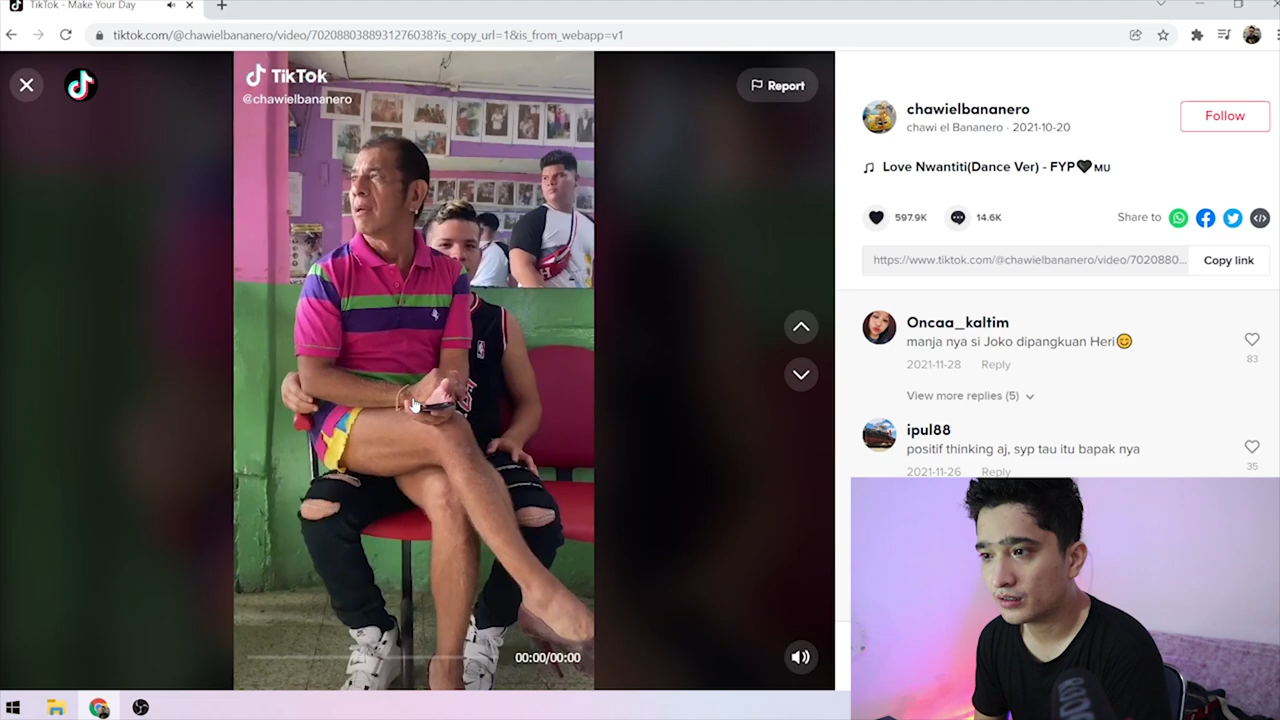 TikTok - Make Your Day
tiktok.com/@chawielbananero/video/7020880388931276038?is_copy_url=1&is_from_webapp=v1
TikTok
@chawielbananero
Report
chawielbananero
chawi el Bananero · 2021-10-20
Follow
Love Nwantiti(Dance Ver) - FYP🖤MU
597.9K
14.6K
Share to
https://www.tiktok.com/@chawielbananero/video/7020880...
Copy link
Oncaa_kaltim
manja nya si Joko dipangkuan Heri😊
83
2021-11-28
Reply
View more replies (5)
ipul88
positif thinking aj, syp tau itu bapak nya
35
2021-11-26
Reply
00:00/00:00